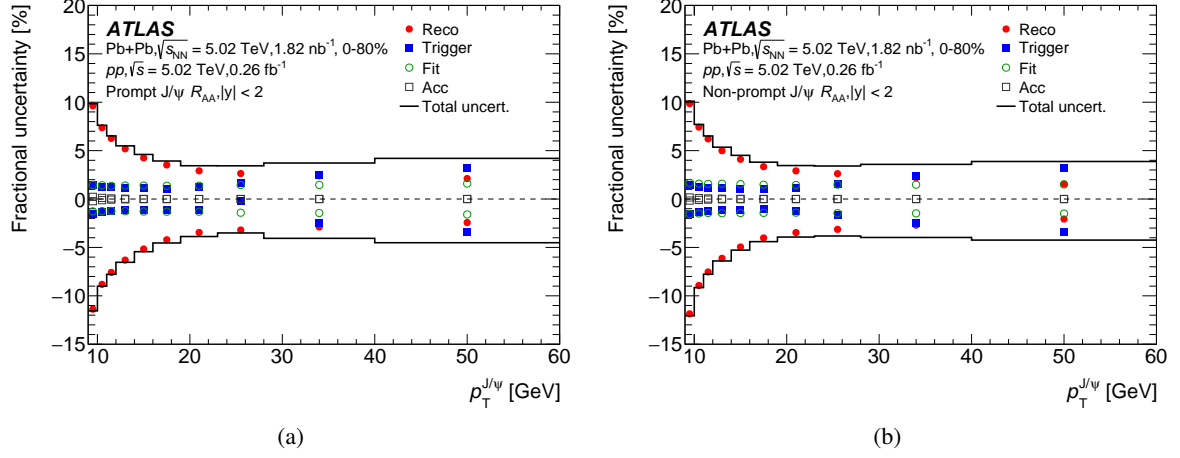 Fractional uncertainty [%]
20
15
10
5
0
−5
−10
−15
ATLAS
Pb+Pb,√sNN = 5.02 TeV,1.82 nb-1, 0-80%
pp,√s = 5.02 TeV,0.26 fb-1
Prompt J/ψ RAA,|y| < 2
Reco
Trigger
Fit
Acc
Total uncert.
10 20 30 40 50 60
pTJ/ψ [GeV]
(a)
Fractional uncertainty [%]
20
15
10
5
0
−5
−10
−15
ATLAS
Pb+Pb,√sNN = 5.02 TeV,1.82 nb-1, 0-80%
pp,√s = 5.02 TeV,0.26 fb-1
Non-prompt J/ψ RAA,|y| < 2
Reco
Trigger
Fit
Acc
Total uncert.
10 20 30 40 50 60
pTJ/ψ [GeV]
(b)